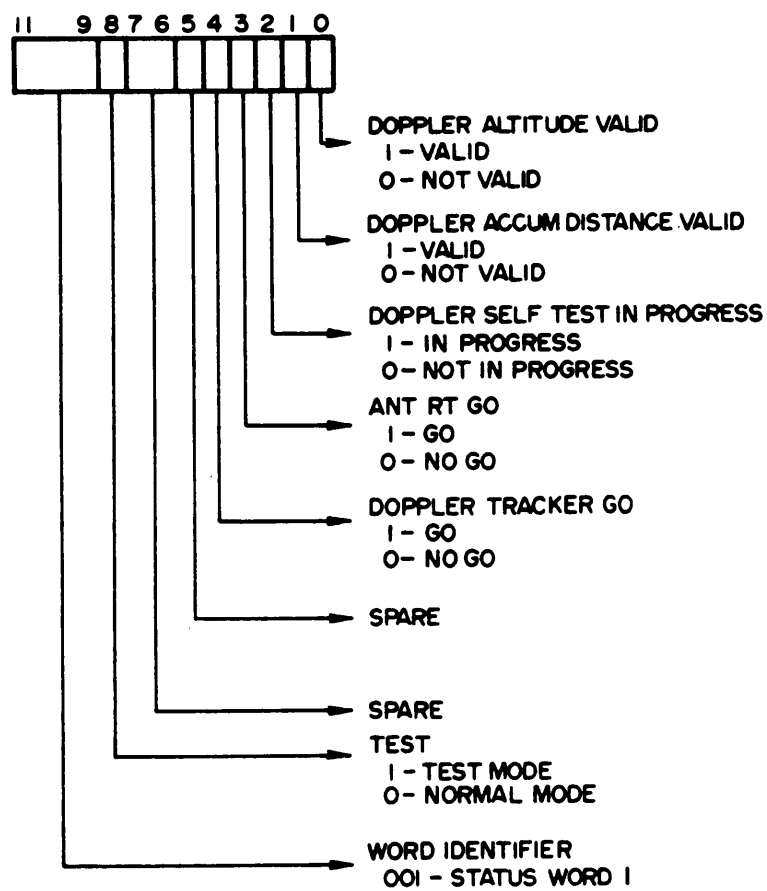 11 9 8 7 6 5 4 3 2 1 0
DOPPLER ALTITUDE VALID
1 – VALID
0 – NOT VALID
DOPPLER ACCUM DISTANCE VALID
1 – VALID
0 – NOT VALID
DOPPLER SELF TEST IN PROGRESS
1 – IN PROGRESS
0 – NOT IN PROGRESS
ANT RT GO
1 – GO
0 – NO GO
DOPPLER TRACKER GO
1 – GO
0 – NO GO
SPARE
SPARE
TEST
1 – TEST MODE
0 – NORMAL MODE
WORD IDENTIFIER
001 – STATUS WORD 1